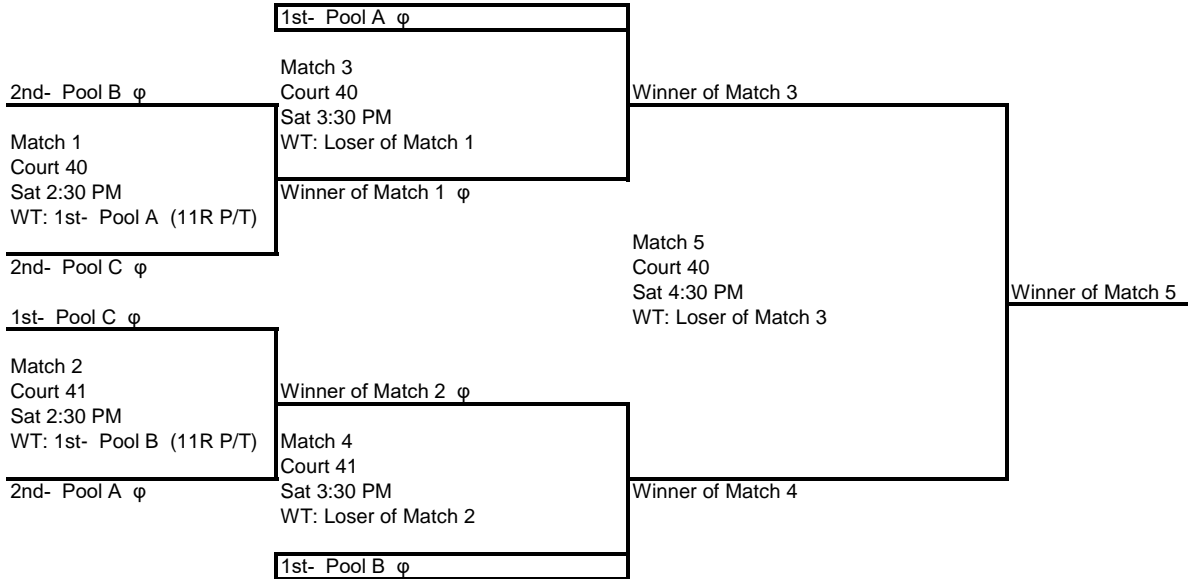 1st-  Pool A  φ
Match 3
Court 40
Sat 3:30 PM
WT: Loser of Match 1
2nd-  Pool B  φ
Match 1
Court 40
Sat 2:30 PM
WT: 1st-  Pool A  (11R P/T)
2nd-  Pool C  φ
Winner of Match 1  φ
Winner of Match 3
1st-  Pool C  φ
Match 2
Court 41
Sat 2:30 PM
WT: 1st-  Pool B  (11R P/T)
2nd-  Pool A  φ
Winner of Match 2  φ
Match 4
Court 41
Sat 3:30 PM
WT: Loser of Match 2
1st-  Pool B  φ
Match 5
Court 40
Sat 4:30 PM
WT: Loser of Match 3
Winner of Match 4
Winner of Match 5